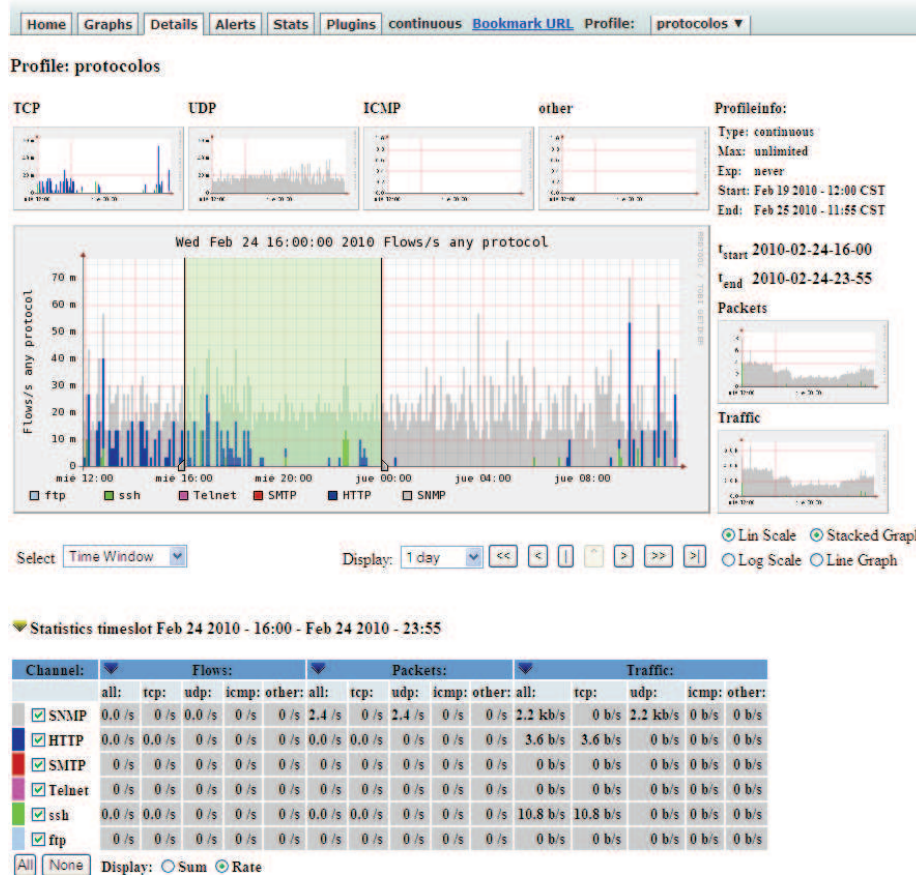 Home Graphs Details Alerts Stats Plugins continuous Bookmark URL Profile: protocolos ▼
Profile: protocolos
TCP UDP ICMP other Profileinfo:
Type: continuous
Max: unlimited
Exp: never
Start: Feb 19 2010 - 12:00 CST
End: Feb 25 2010 - 11:55 CST
Wed Feb 24 16:00:00 2010 Flows/s any protocol
Flows/s any protocol
70 m
60 m
50 m
40 m
30 m
20 m
10 m
0
mié 12:00 mié 16:00 mié 20:00 jue 00:00 jue 04:00 jue 08:00
ftp ssh Telnet SMTP HTTP SNMP
RRDTOOL / TOBI OETIKER
tstart 2010-02-24-16-00
tend 2010-02-24-23-55
Packets
Traffic
Select Time Window Display: 1 day << < | ^ > >> >|
Lin Scale Stacked Grap
Log Scale Line Graph
Statistics timeslot Feb 24 2010 - 16:00 - Feb 24 2010 - 23:55
Channel: Flows: Packets: Traffic:
all: tcp: udp: icmp: other: all: tcp: udp: icmp: other: all: tcp: udp: icmp: other:
SNMP 0.0 /s 0 /s 0.0 /s 0 /s 0 /s 2.4 /s 0 /s 2.4 /s 0 /s 0 /s 2.2 kb/s 0 b/s 2.2 kb/s 0 b/s 0 b/s
HTTP 0.0 /s 0.0 /s 0 /s 0 /s 0 /s 0.0 /s 0.0 /s 0 /s 0 /s 0 /s 3.6 b/s 3.6 b/s 0 b/s 0 b/s 0 b/s
SMTP 0 /s 0 /s 0 /s 0 /s 0 /s 0 /s 0 /s 0 /s 0 /s 0 /s 0 b/s 0 b/s 0 b/s 0 b/s 0 b/s
Telnet 0 /s 0 /s 0 /s 0 /s 0 /s 0 /s 0 /s 0 /s 0 /s 0 /s 0 b/s 0 b/s 0 b/s 0 b/s 0 b/s
ssh 0.0 /s 0.0 /s 0 /s 0 /s 0 /s 0.0 /s 0.0 /s 0 /s 0 /s 0 /s 10.8 b/s 10.8 b/s 0 b/s 0 b/s 0 b/s
ftp 0 /s 0 /s 0 /s 0 /s 0 /s 0 /s 0 /s 0 /s 0 /s 0 /s 0 b/s 0 b/s 0 b/s 0 b/s 0 b/s
All None Display: Sum Rate